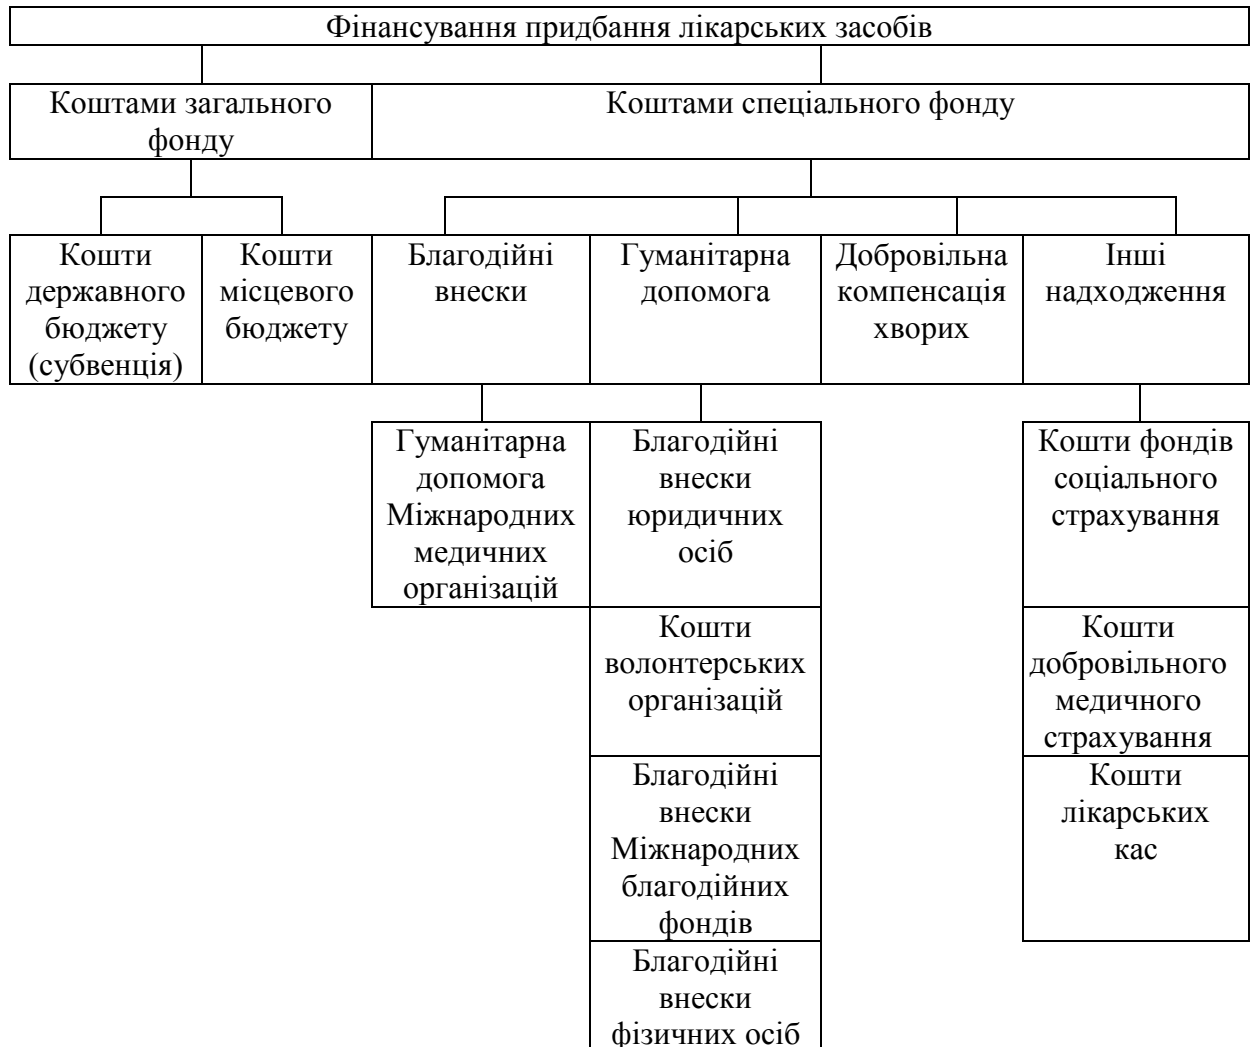 Фінансування придбання лікарських засобів
Коштами загального
фонду
Коштами спеціального фонду
Кошти
державного
бюджету
(субвенція)
Кошти
місцевого
бюджету
Благодійні
внески
Гуманітарна
допомога
Добровільна
компенсація
хворих
Інші
надходження
Гуманітарна
допомога
Міжнародних
медичних
організацій
Благодійні
внески
юридичних
осіб
Кошти фондів
соціального
страхування
Кошти
волонтерських
організацій
Кошти
добровільного
медичного
страхування
Благодійні
внески
Міжнародних
благодійних
фондів
Кошти
лікарських
кас
Благодійні
внески
фізичних осіб